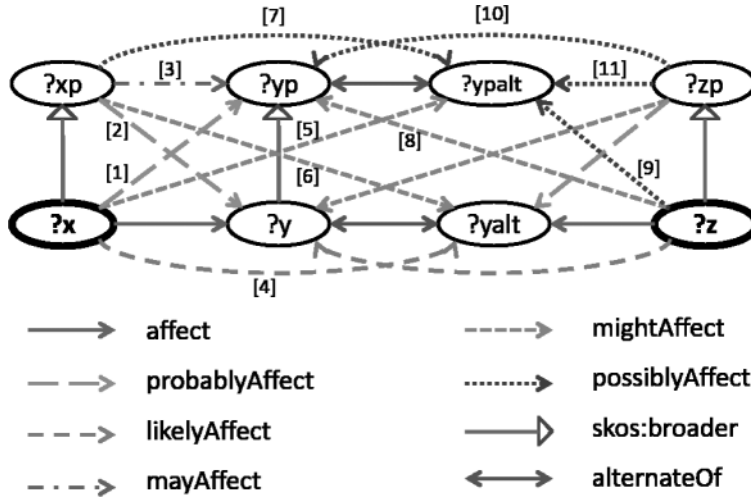 [7] [10]
?xp [3] ?yp ?ypalt [11] ?zp
[2] [5] [8]
[1] [6] [9]
?x ?y ?yalt ?z
[4]
affect mightAffect
probablyAffect possiblyAffect
likelyAffect skos:broader
mayAffect alternateOf